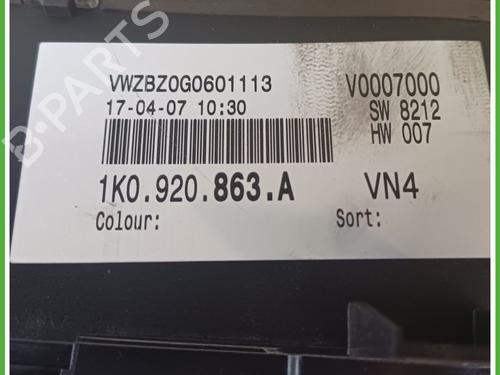 VWZBZ0G0601113 V0007000
17-04-07 10:30 SW 8212
HW 007
1K0.920.863.A VN4
Colour: Sort:
B-PARTS